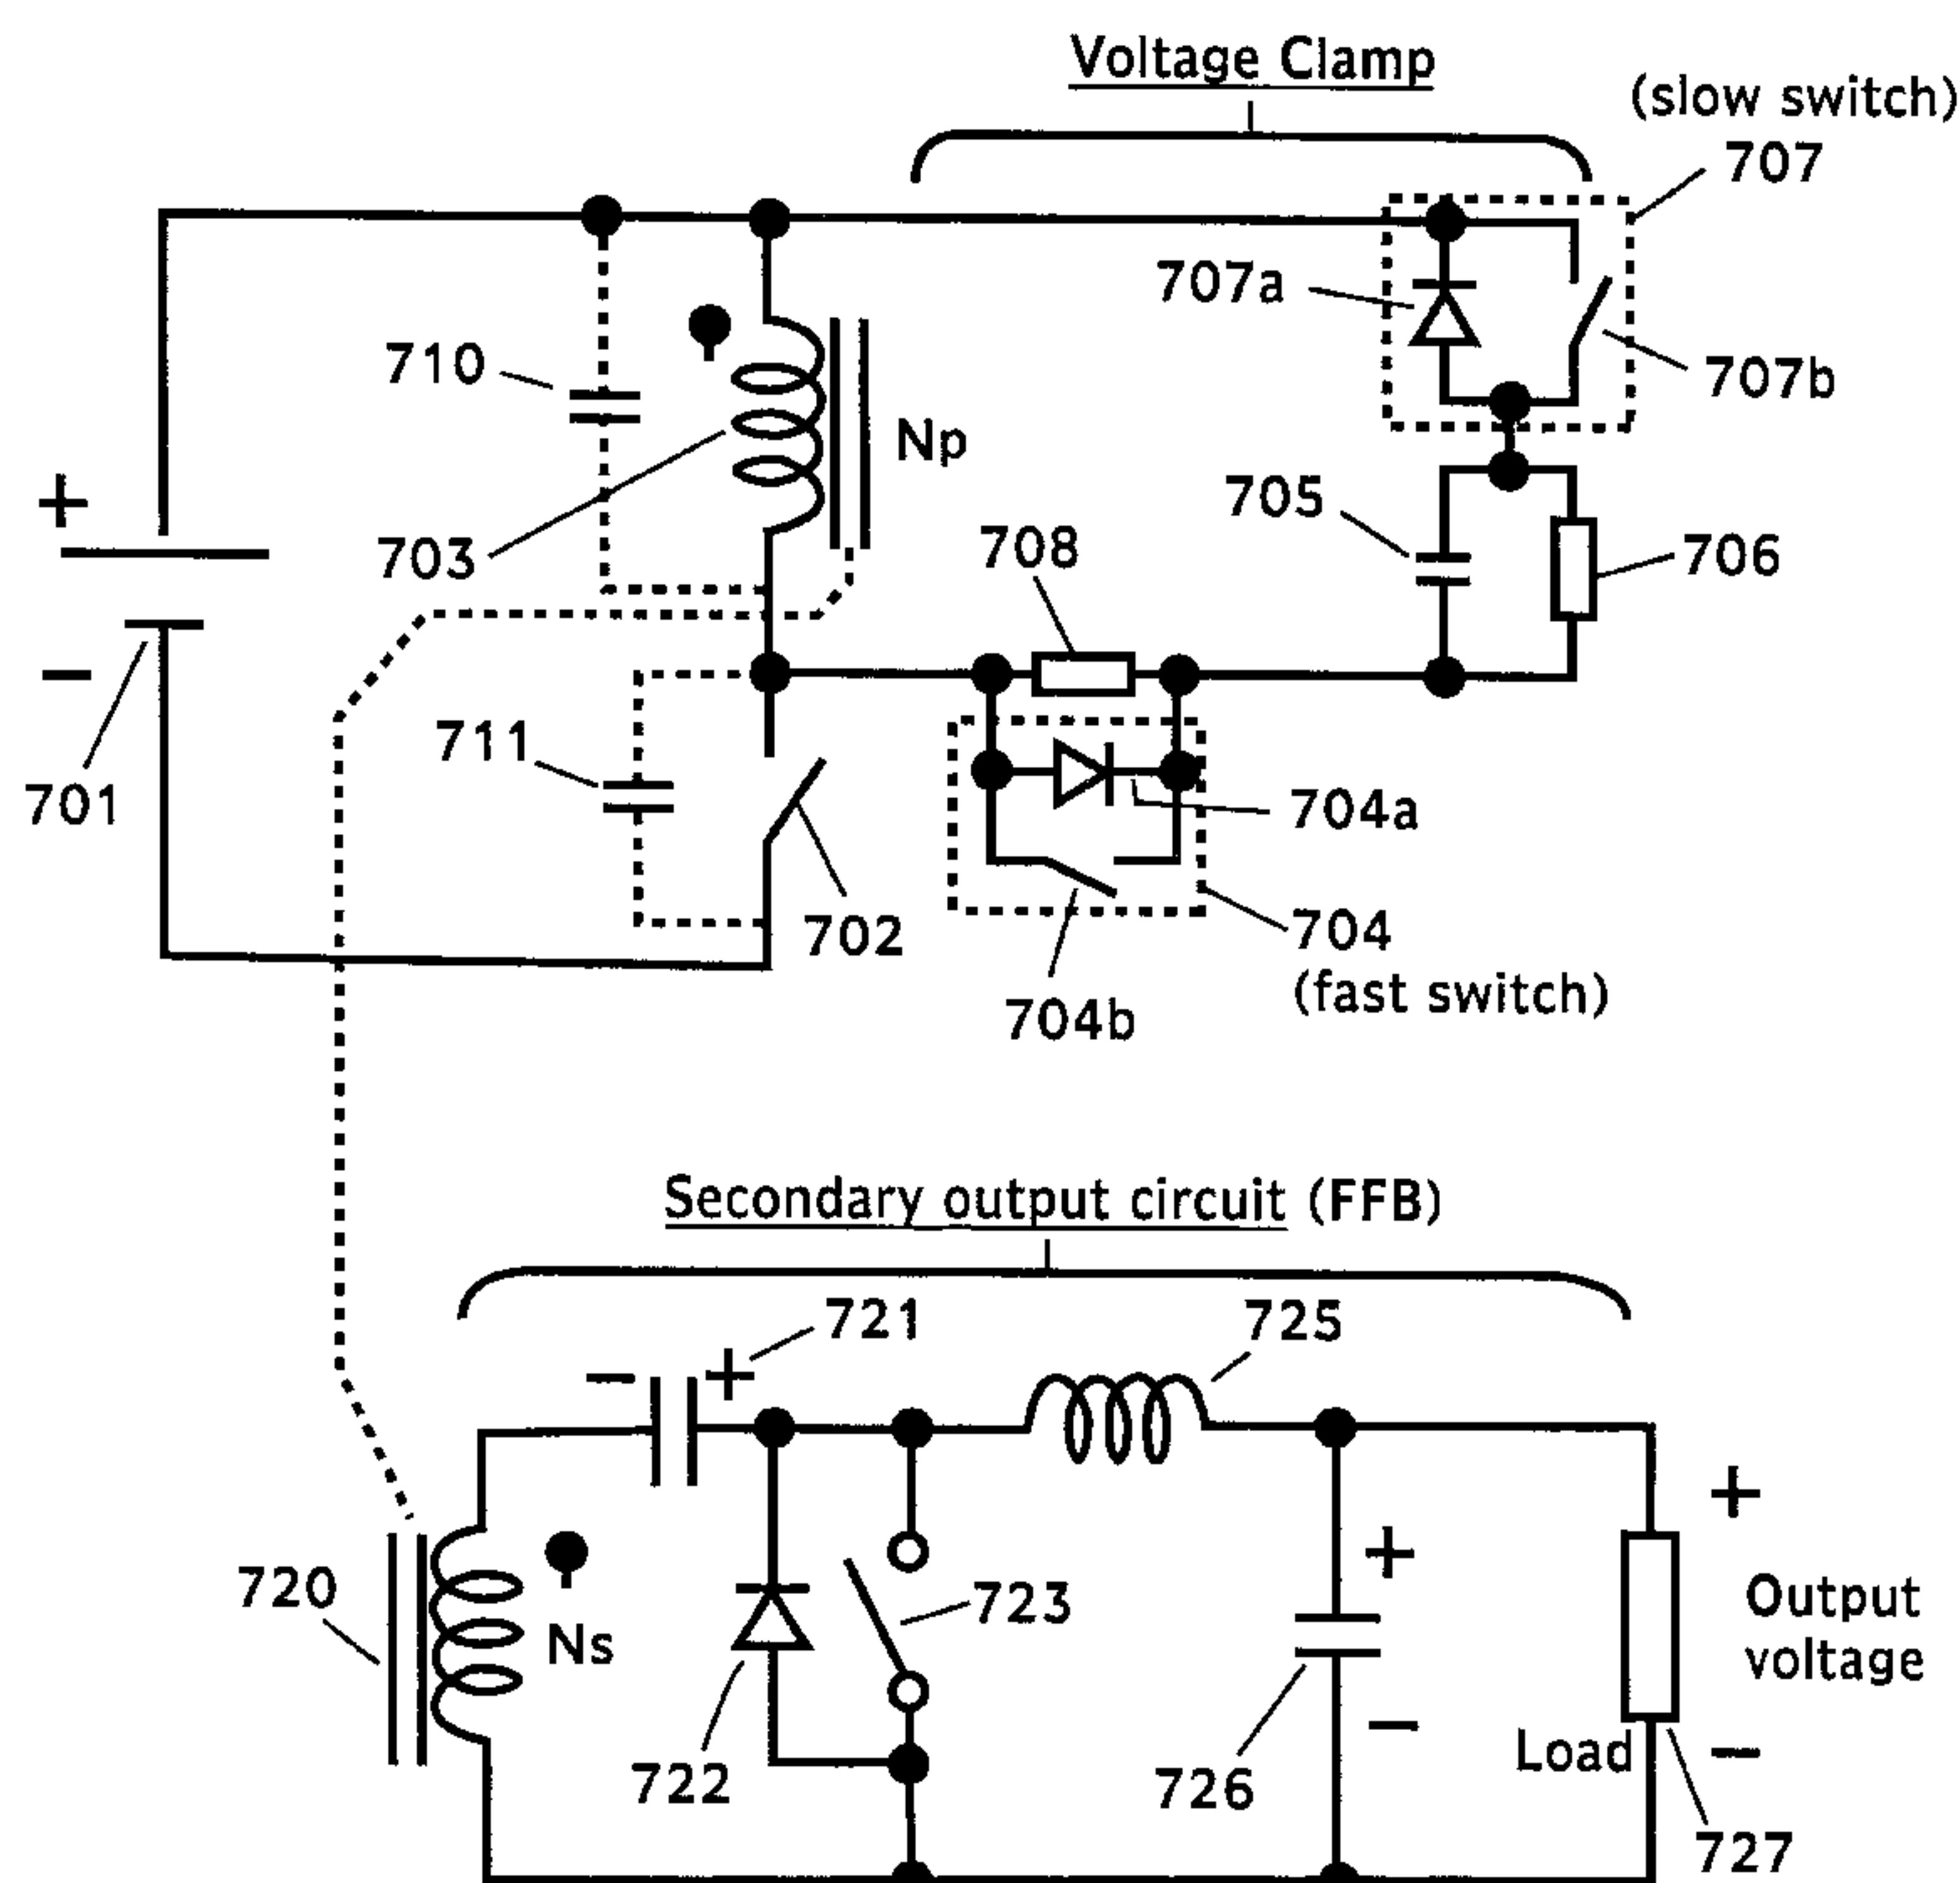 Voltage Clamp
(slow switch)
707
707a
710
707b
Np
+
705
703
708
706
−
711
701
704a
702
704
(fast switch)
704b
Secondary output circuit (FFB)
721
725
− +
+
+
720
723
Output
voltage
Ns
−
Load −
722
726
727